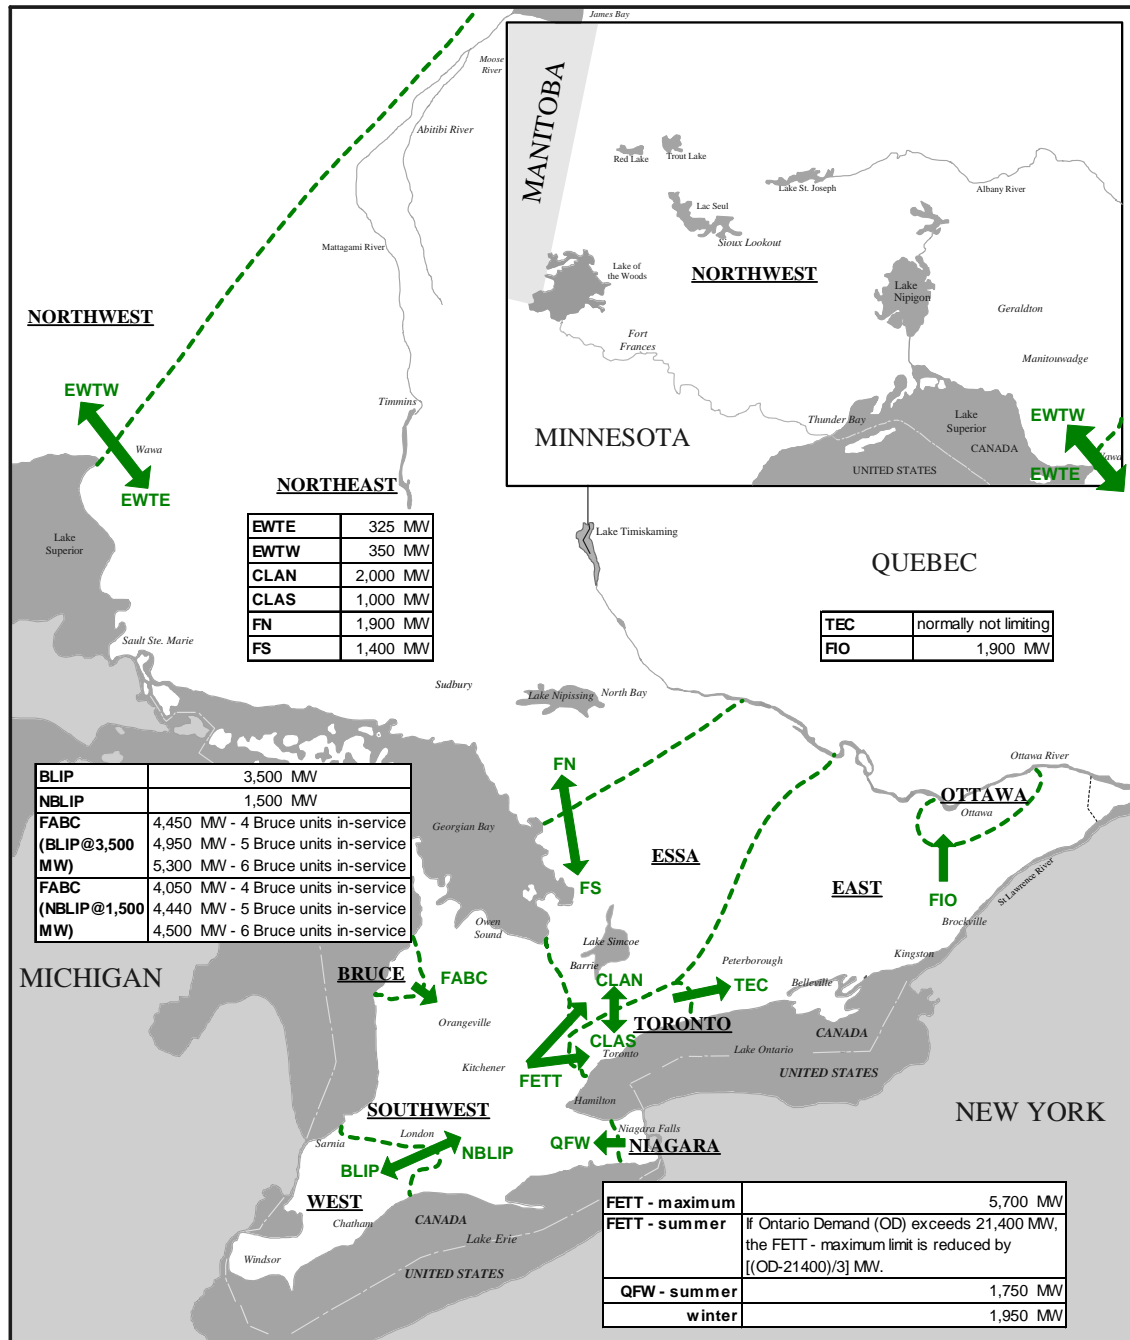 James Bay
Moose
River
Abitibi River
MANITOBA
Red Lake
Trout Lake
Lake St. Joseph
Albany River
Lac Seul
Sioux Lookout
Mattagami River
Lake of
the Woods
NORTHWEST
Lake
Nipigon
NORTHWEST
Geraldton
Fort
Frances
Manitouwadge
EWTW
Timmins
Thunder Bay
Lake
Superior
EWTW
MINNESOTA
CANADA
Wawa
UNITED STATES
EWTE
Wawa
EWTE
NORTHEAST
EWTE 325 MW
EWTW 350 MW
CLAN 2,000 MW
CLAS 1,000 MW
FN 1,900 MW
FS 1,400 MW
Lake
Superior
Lake Timiskaming
QUEBEC
TEC normally not limiting
FIO 1,900 MW
Sault Ste. Marie
Sudbury
Lake Nipissing
North Bay
FN
Ottawa River
BLIP 3,500 MW
NBLIP 1,500 MW
FABC 4,450 MW - 4 Bruce units in-service
(BLIP@3,500 4,950 MW - 5 Bruce units in-service
MW) 5,300 MW - 6 Bruce units in-service
FABC 4,050 MW - 4 Bruce units in-service
(NBLIP@1,500 4,440 MW - 5 Bruce units in-service
MW) 4,500 MW - 6 Bruce units in-service
OTTAWA
Ottawa
Georgian Bay
ESSA
FS
EAST
FIO
St Lawrence River
Brockville
Owen
Sound
Lake Simcoe
Kingston
MICHIGAN
BRUCE
FABC
Barrie
Peterborough
CLAN
TEC
Belleville
Orangeville
TORONTO
CANADA
CLAS
Toronto
Lake Ontario
Kitchener
FETT
UNITED STATES
Hamilton
SOUTHWEST
NEW YORK
Sarnia
London
Niagara Falls
NBLIP
QFW
NIAGARA
BLIP
WEST
Chatham
CANADA
Lake Erie
Windsor
UNITED STATES
FETT - maximum 5,700 MW
FETT - summer If Ontario Demand (OD) exceeds 21,400 MW,
the FETT - maximum limit is reduced by
[(OD-21400)/3] MW.
QFW - summer 1,750 MW
winter 1,950 MW